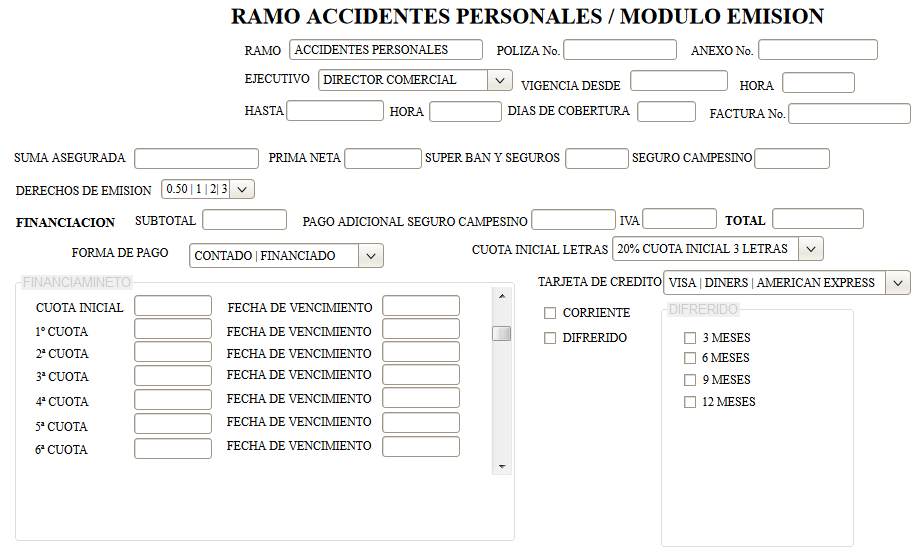 RAMO ACCIDENTES PERSONALES / MODULO EMISION
RAMO ACCIDENTES PERSONALES POLIZA No. ANEXO No.
EJECUTIVO DIRECTOR COMERCIAL VIGENCIA DESDE HORA
HASTA HORA DIAS DE COBERTURA FACTURA No.
SUMA ASEGURADA PRIMA NETA SUPER BAN Y SEGUROS SEGURO CAMPESINO
DERECHOS DE EMISION 0.50 | 1 | 2| 3
FINANCIACION SUBTOTAL PAGO ADICIONAL SEGURO CAMPESINO IVA TOTAL
FORMA DE PAGO CONTADO | FINANCIADO CUOTA INICIAL LETRAS 20% CUOTA INICIAL 3 LETRAS
TARJETA DE CREDITO VISA | DINERS | AMERICAN EXPRESS
FINANCIAMINETO
CUOTA INICIAL FECHA DE VENCIMIENTO
1º CUOTA FECHA DE VENCIMIENTO
2ª CUOTA FECHA DE VENCIMIENTO
3ª CUOTA FECHA DE VENCIMIENTO
4ª CUOTA FECHA DE VENCIMIENTO
5ª CUOTA FECHA DE VENCIMIENTO
6ª CUOTA FECHA DE VENCIMIENTO
CORRIENTE
DIFRERIDO
DIFRERIDO
3 MESES
6 MESES
9 MESES
12 MESES